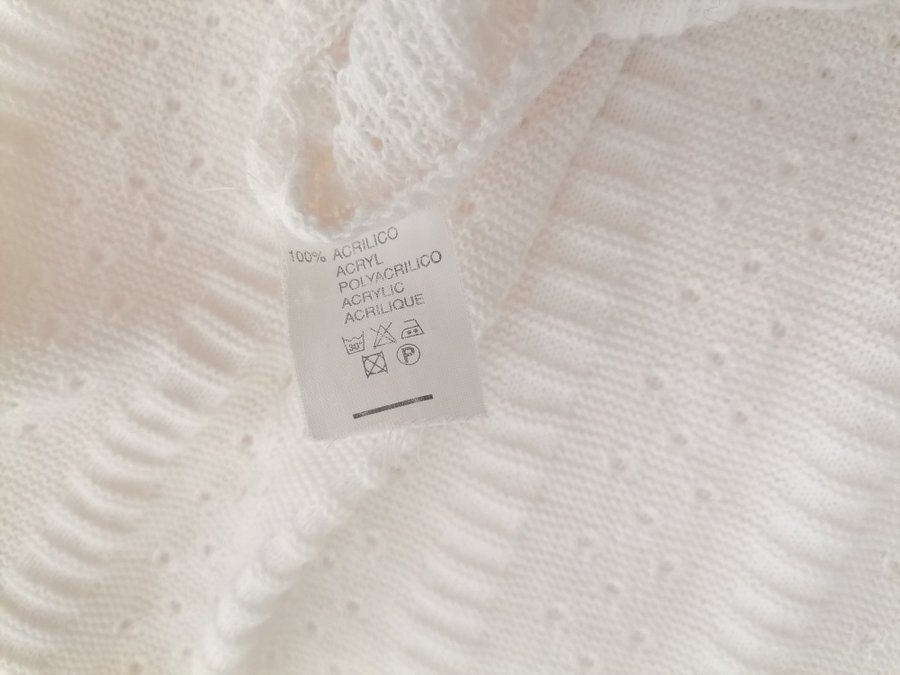 100% ACRILICO
ACRYL
POLYACRILICO
ACRYLIC
ACRILIQUE
30°
P